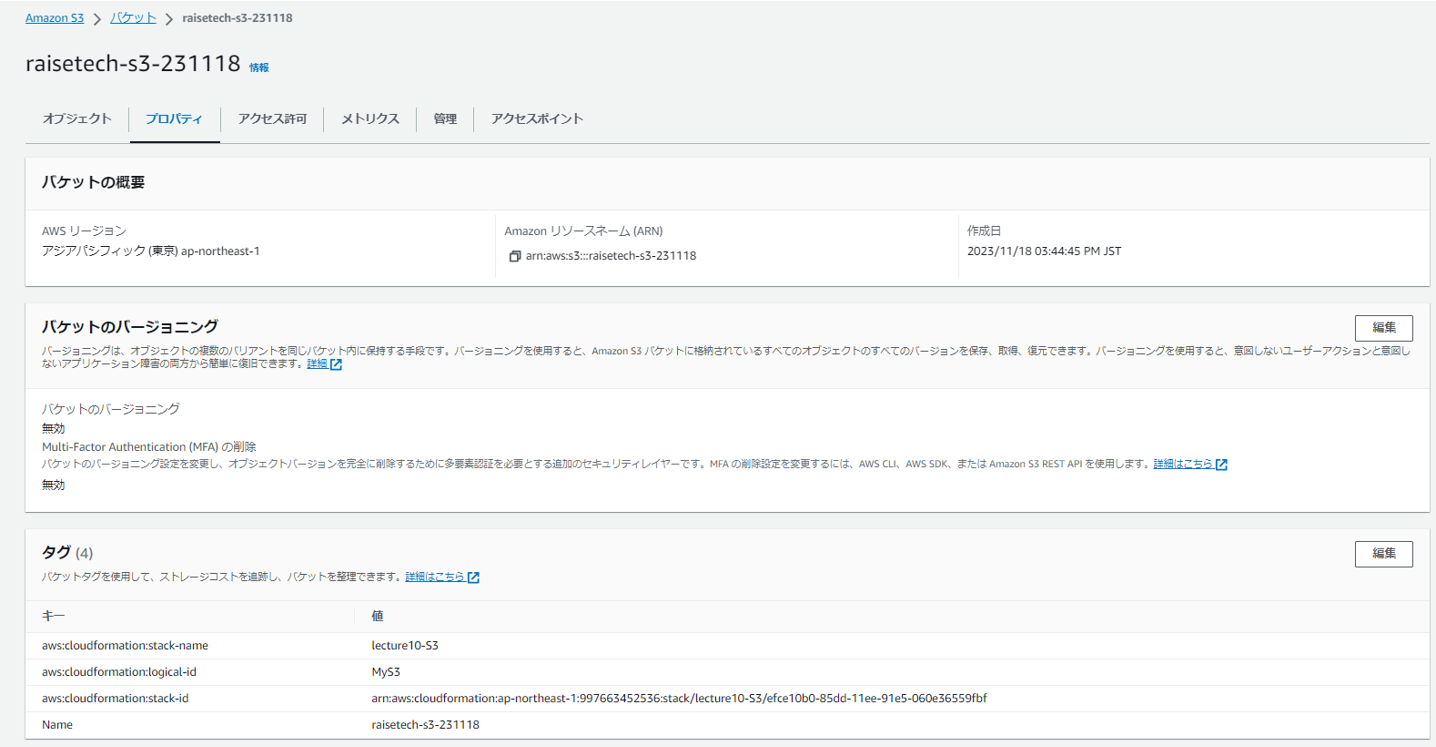 Amazon S3 > バケット > raisetech-s3-231118
raisetech-s3-231118 情報
オブジェクト プロパティ アクセス許可 メトリクス 管理 アクセスポイント
バケットの概要
AWS リージョン
アジアパシフィック (東京) ap-northeast-1
Amazon リソースネーム (ARN)
arn:aws:s3:::raisetech-s3-231118
作成日
2023/11/18 03:44:45 PM JST
バケットのバージョニング
編集
バージョニングは、オブジェクトの複数のバリアントを同じバケット内に保持する手段です。バージョニングを使用すると、Amazon S3 バケットに格納されているすべてのオブジェクトのすべてのバージョンを保存、取得、復元できます。バージョニングを使用すると、意図しないユーザーアクションと意図し
ないアプリケーション障害の両方から簡単に復旧できます。詳細
バケットのバージョニング
無効
Multi-Factor Authentication (MFA) の削除
バケットのバージョニング設定を変更し、オブジェクトバージョンを完全に削除するために多要素認証を必要とする追加のセキュリティレイヤーです。MFA の削除設定を変更するには、AWS CLI、AWS SDK、または Amazon S3 REST API を使用します。詳細はこちら
無効
タグ (4)
編集
バケットタグを使用して、ストレージコストを追跡し、バケットを整理できます。詳細はこちら
キー 値
aws:cloudformation:stack-name lecture10-S3
aws:cloudformation:logical-id MyS3
aws:cloudformation:stack-id arn:aws:cloudformation:ap-northeast-1:997663452536:stack/lecture10-S3/efce10b0-85dd-11ee-91e5-060e36559fbf
Name raisetech-s3-231118